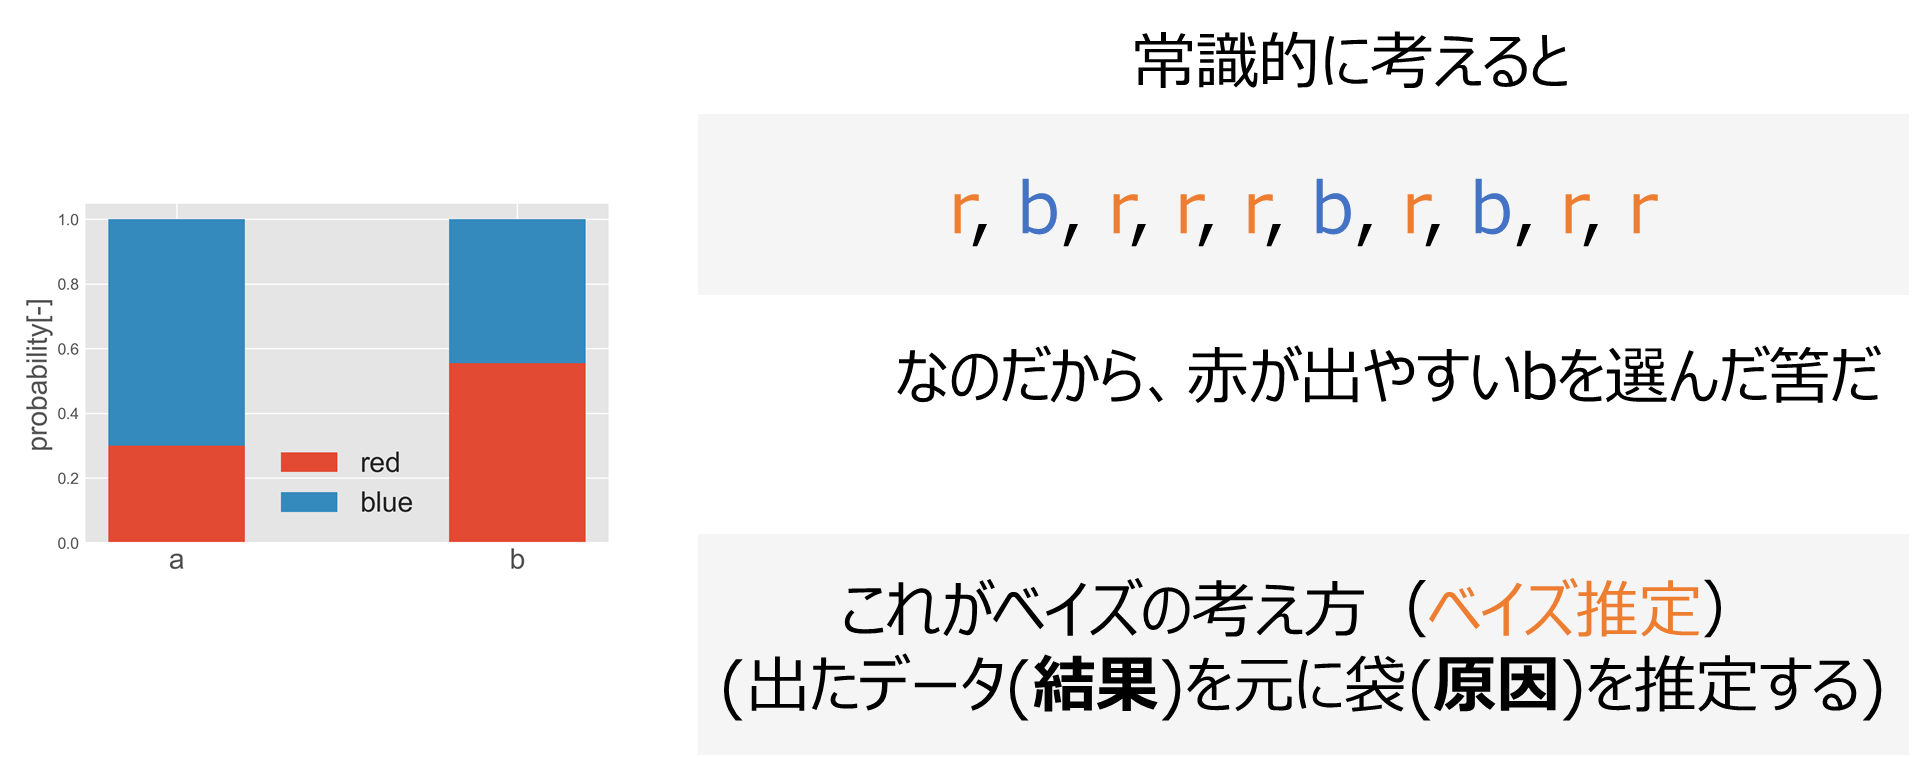 常識的に考えると
r, b, r, r, r, b, r, b, r, r
なのだから、赤が出やすいbを選んだ筈だ
これがベイズの考え方（ベイズ推定）
(出たデータ(結果)を元に袋(原因)を推定する)
probability[-]
1.0
0.8
0.6
0.4
0.2
0.0
red
blue
a
b